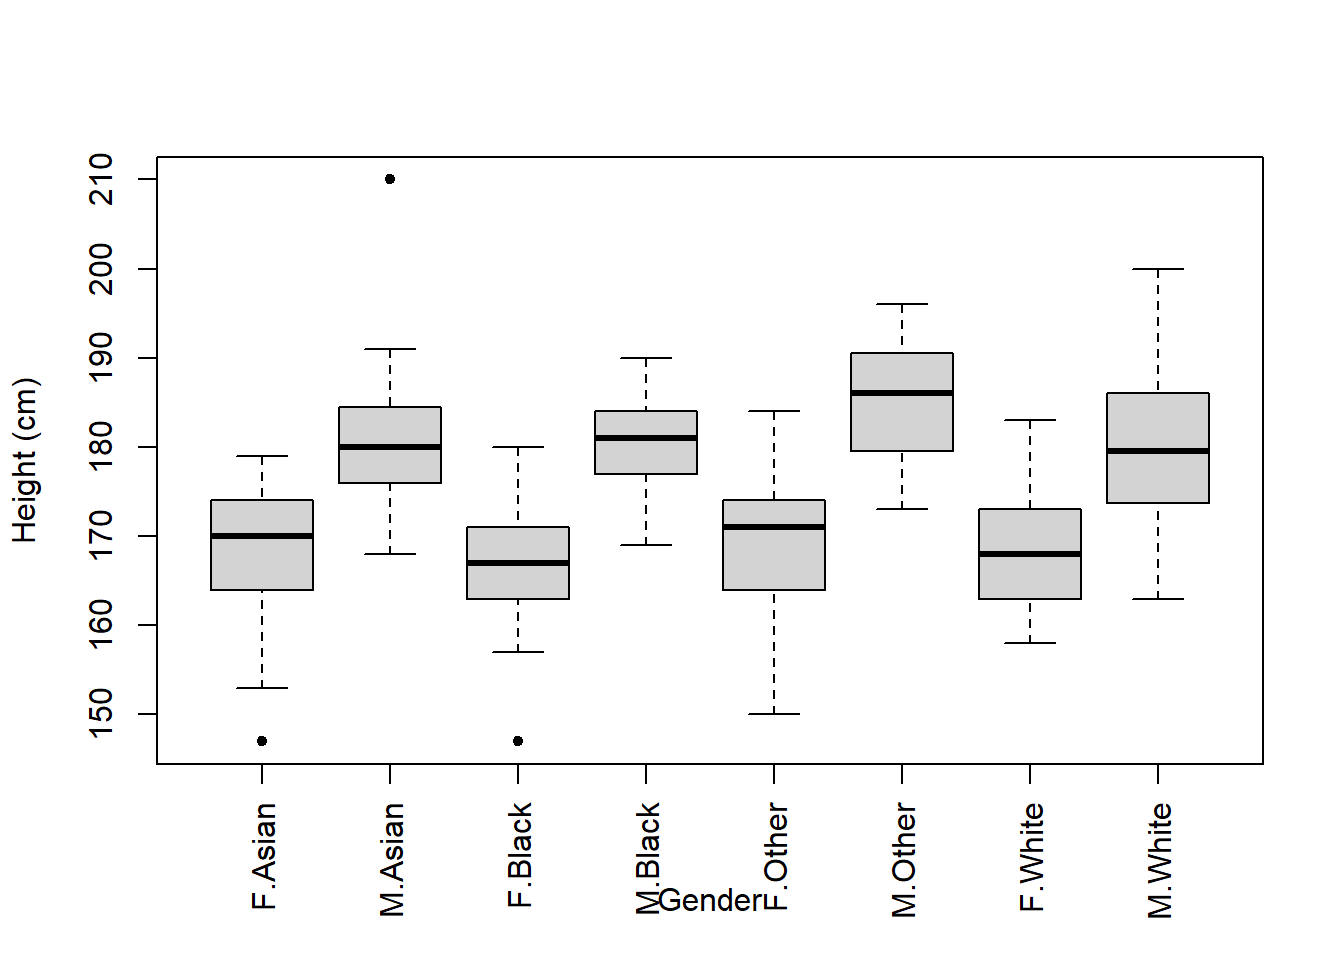 Height (cm)
210
200
190
180
170
160
150
F.Asian
M.Asian
F.Black
M.Black
F.Other
M.Other
F.White
M.White
Gender